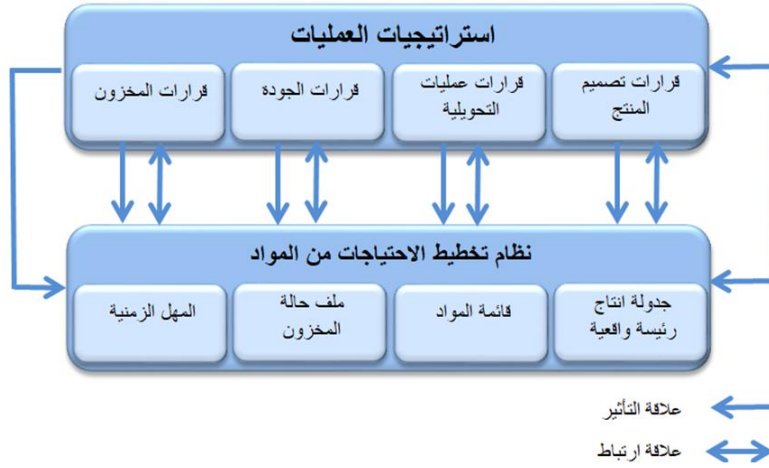 استراتيجيات العمليات
قرارات تصميم
المنتج
قرارات عمليات
التحويلية
قرارات الجودة
قرارات المخزون
نظام تخطيط الاحتياجات من المواد
جدولة انتاج
رئيسة واقعية
قائمة المواد
ملف حالة
المخزون
المهل الزمنية
علاقة التأثير
علاقة ارتباط